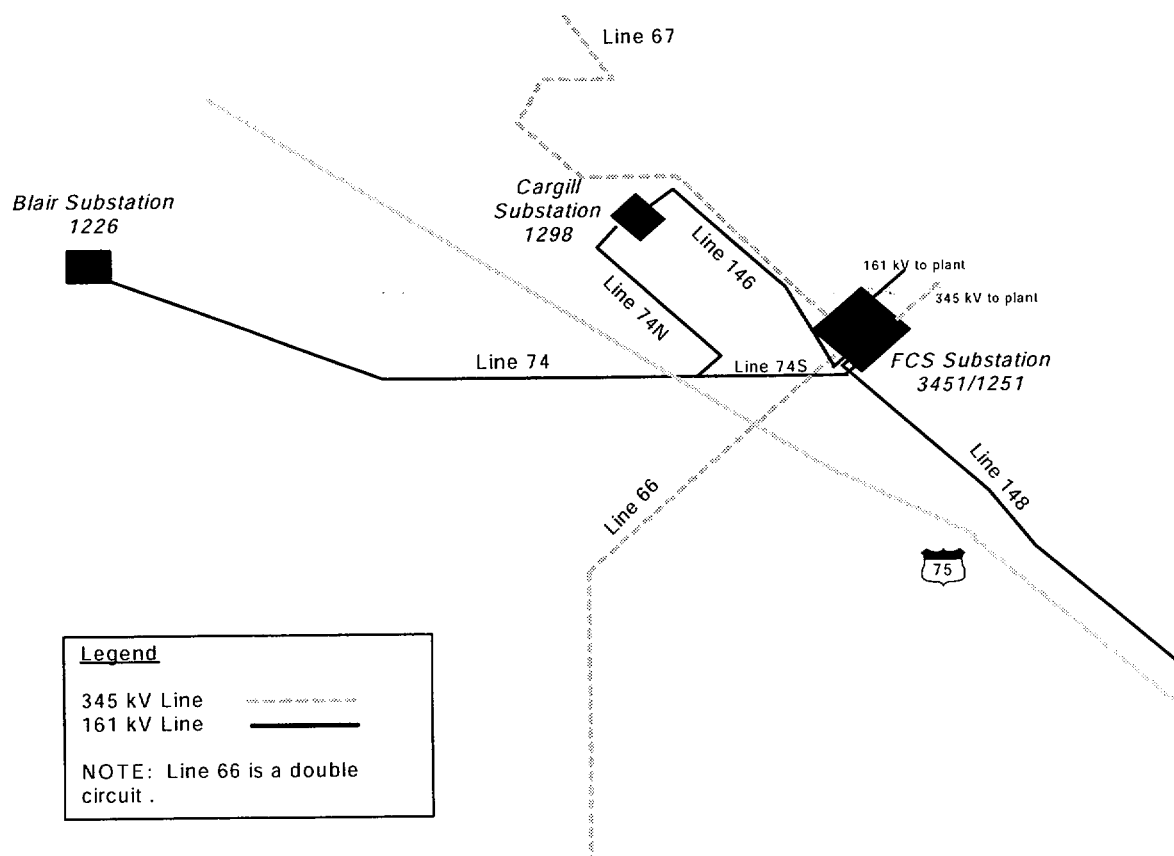 Line 67
Blair Substation
1226
Cargill
Substation
1298
Line 146
161 kV to plant
345 kV to plant
Line 74N
Line 74
Line 74S
FCS Substation
3451/1251
Line 66
Line 148
75
Legend
345 kV Line
161 kV Line
NOTE: Line 66 is a double
circuit .